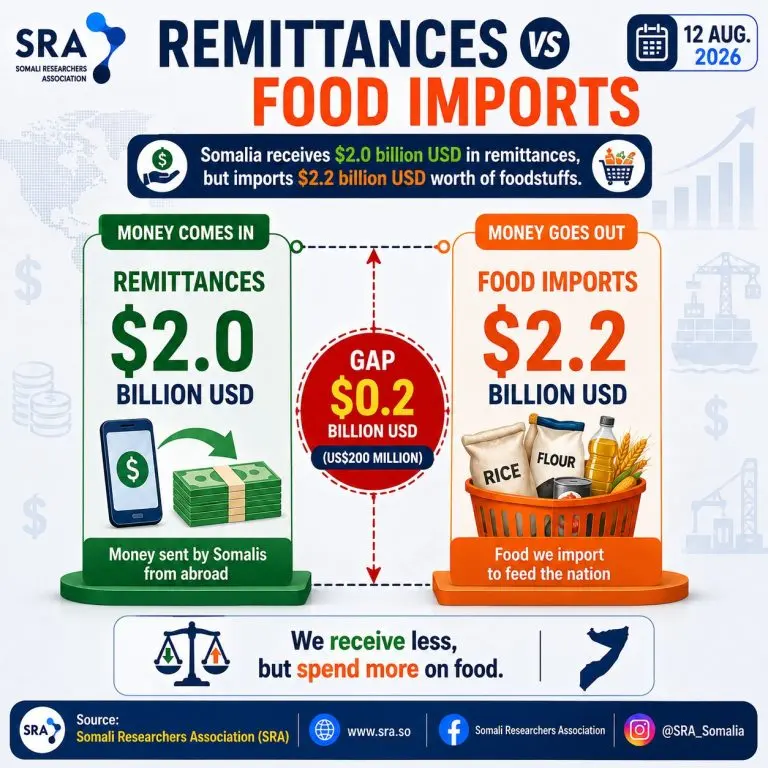 SRA
SOMALI RESEARCHERS
ASSOCIATION
REMITTANCES VS
FOOD IMPORTS
12 AUG.
2026
$
Somalia receives $2.0 billion USD in remittances,
but imports $2.2 billion USD worth of foodstuffs.
MONEY COMES IN
REMITTANCES
$2.0
BILLION USD
$
Money sent by Somalis
from abroad
GAP
$0.2
BILLION USD
(US$200 MILLION)
MONEY GOES OUT
FOOD IMPORTS
$2.2
BILLION USD
RICE
FLOUR
Food we import
to feed the nation
$
$
$
We receive less,
but spend more on food.
SRA
Source:
Somali Researchers Association (SRA)
www.sra.so
Somali Researchers Association
@SRA_Somalia